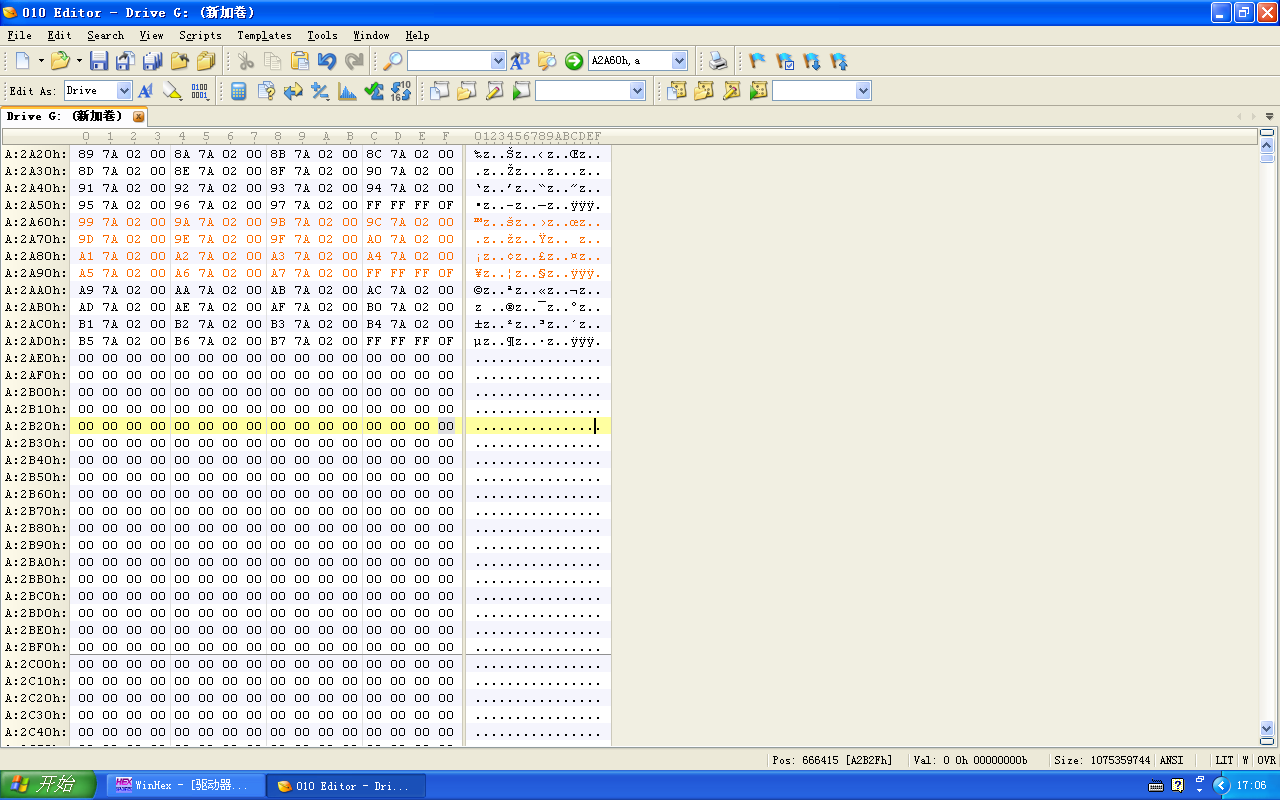 010 Editor - Drive G: (新加卷)
File Edit Search View Scripts Templates Tools Window Help
A2A60h,a
Edit As: Drive
Drive G: (新加卷)
0 1 2 3 4 5 6 7 8 9 A B C D E F 0123456789ABCDEF
A:2A20h: 89 7A 02 00 8A 7A 02 00 8B 7A 02 00 8C 7A 02 00 ‰z..Šz..‹z..Œz..
A:2A30h: 8D 7A 02 00 8E 7A 02 00 8F 7A 02 00 90 7A 02 00 .z..Žz...z...z..
A:2A40h: 91 7A 02 00 92 7A 02 00 93 7A 02 00 94 7A 02 00 ‘z..’z..“z..”z..
A:2A50h: 95 7A 02 00 96 7A 02 00 97 7A 02 00 FF FF FF 0F •z..–z..—z..ÿÿÿ.
A:2A60h: 99 7A 02 00 9A 7A 02 00 9B 7A 02 00 9C 7A 02 00 ™z..šz..›z..œz..
A:2A70h: 9D 7A 02 00 9E 7A 02 00 9F 7A 02 00 A0 7A 02 00 .z..žz..Ÿz.. z..
A:2A80h: A1 7A 02 00 A2 7A 02 00 A3 7A 02 00 A4 7A 02 00 ¡z..¢z..£z..¤z..
A:2A90h: A5 7A 02 00 A6 7A 02 00 A7 7A 02 00 FF FF FF 0F ¥z..¦z..§z..ÿÿÿ.
A:2AA0h: A9 7A 02 00 AA 7A 02 00 AB 7A 02 00 AC 7A 02 00 ©z..ªz..«z..¬z..
A:2AB0h: AD 7A 02 00 AE 7A 02 00 AF 7A 02 00 B0 7A 02 00 z ..®z..¯z..°z..
A:2AC0h: B1 7A 02 00 B2 7A 02 00 B3 7A 02 00 B4 7A 02 00 ±z..²z..³z..´z..
A:2AD0h: B5 7A 02 00 B6 7A 02 00 B7 7A 02 00 FF FF FF 0F µz..¶z..·z..ÿÿÿ.
A:2AE0h: 00 00 00 00 00 00 00 00 00 00 00 00 00 00 00 00 ................
A:2AF0h: 00 00 00 00 00 00 00 00 00 00 00 00 00 00 00 00 ................
A:2B00h: 00 00 00 00 00 00 00 00 00 00 00 00 00 00 00 00 ................
A:2B10h: 00 00 00 00 00 00 00 00 00 00 00 00 00 00 00 00 ................
A:2B20h: 00 00 00 00 00 00 00 00 00 00 00 00 00 00 00 00 ................
A:2B30h: 00 00 00 00 00 00 00 00 00 00 00 00 00 00 00 00 ................
A:2B40h: 00 00 00 00 00 00 00 00 00 00 00 00 00 00 00 00 ................
A:2B50h: 00 00 00 00 00 00 00 00 00 00 00 00 00 00 00 00 ................
A:2B60h: 00 00 00 00 00 00 00 00 00 00 00 00 00 00 00 00 ................
A:2B70h: 00 00 00 00 00 00 00 00 00 00 00 00 00 00 00 00 ................
A:2B80h: 00 00 00 00 00 00 00 00 00 00 00 00 00 00 00 00 ................
A:2B90h: 00 00 00 00 00 00 00 00 00 00 00 00 00 00 00 00 ................
A:2BA0h: 00 00 00 00 00 00 00 00 00 00 00 00 00 00 00 00 ................
A:2BB0h: 00 00 00 00 00 00 00 00 00 00 00 00 00 00 00 00 ................
A:2BC0h: 00 00 00 00 00 00 00 00 00 00 00 00 00 00 00 00 ................
A:2BD0h: 00 00 00 00 00 00 00 00 00 00 00 00 00 00 00 00 ................
A:2BE0h: 00 00 00 00 00 00 00 00 00 00 00 00 00 00 00 00 ................
A:2BF0h: 00 00 00 00 00 00 00 00 00 00 00 00 00 00 00 00 ................
A:2C00h: 00 00 00 00 00 00 00 00 00 00 00 00 00 00 00 00 ................
A:2C10h: 00 00 00 00 00 00 00 00 00 00 00 00 00 00 00 00 ................
A:2C20h: 00 00 00 00 00 00 00 00 00 00 00 00 00 00 00 00 ................
A:2C30h: 00 00 00 00 00 00 00 00 00 00 00 00 00 00 00 00 ................
A:2C40h: 00 00 00 00 00 00 00 00 00 00 00 00 00 00 00 00 ................
Pos: 666415 [A2B2Fh] Val: 0 0h 00000000b Size: 1075359744 ANSI LIT W OVR
开始 WinHex - [驱动器... 010 Editor - Dri... 17:06